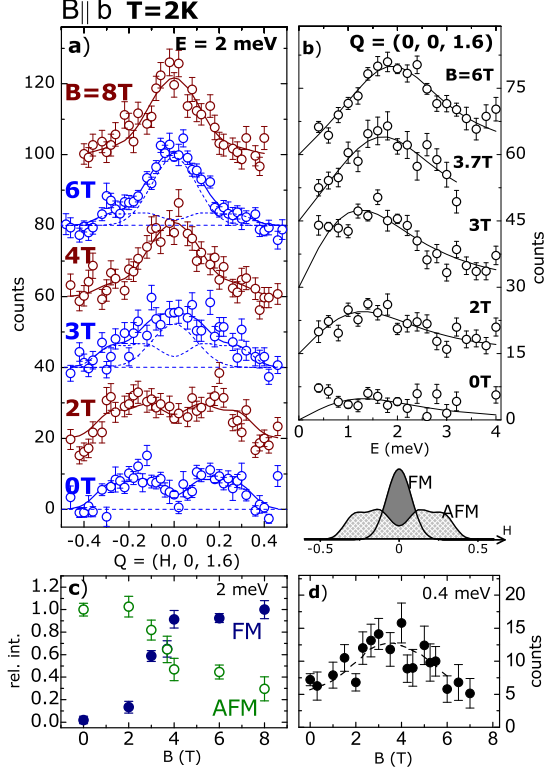 B|| b T=2K
a)
E = 2 meV
B=8T
6T
4T
3T
2T
0T
counts
120
100
80
60
40
20
0
-0.4 -0.2 0.0 0.2 0.4
Q = (H, 0, 1.6)
b)
Q = (0, 0, 1.6)
B=6T
3.7T
3T
2T
0T
75
60
45
30
15
0
counts
0 1 2 3 4
E (meV)
FM
AFM
H
-0.5 0 0.5
c)
2 meV
FM
AFM
rel. int.
1.2
1.0
0.8
0.6
0.4
0.2
0.0
0 2 4 6 8
B (T)
d)
0.4 meV
20
15
10
5
0
counts
0 2 4 6 8
B (T)